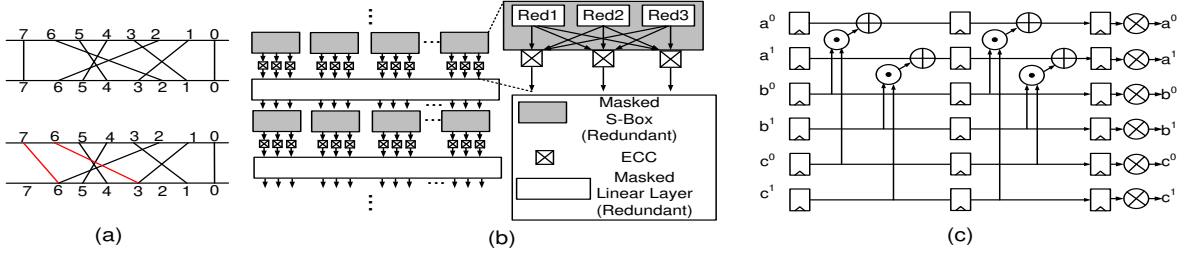 7 6 5 4 3 2 1 0
7 6 5 4 3 2 1 0
7 6 5 4 3 2 1 0
7 6 5 4 3 2 1 0
(a)
Red1 Red2 Red3
Masked
S-Box
(Redundant)
ECC
Masked
Linear Layer
(Redundant)
(b)
a⁰ a⁰
a¹ a¹
b⁰ b⁰
b¹ b¹
c⁰ c⁰
c¹ c¹
(c)